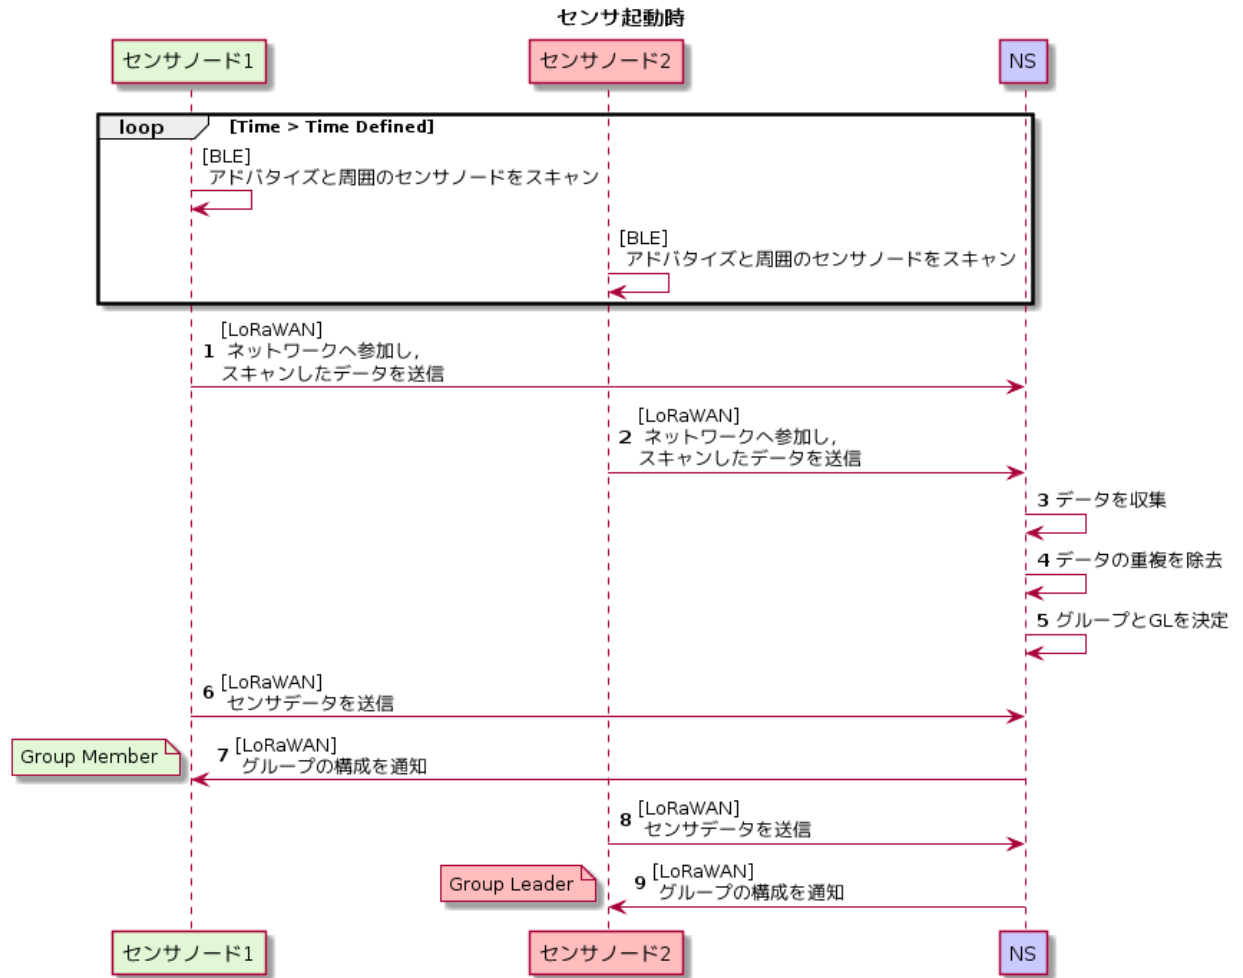 センサ起動時
センサノード1
センサノード2
NS
loop
[Time > Time Defined]
[BLE]
アドバタイズと周囲のセンサノードをスキャン
[BLE]
アドバタイズと周囲のセンサノードをスキャン
[LoRaWAN]
1 ネットワークへ参加し,
スキャンしたデータを送信
[LoRaWAN]
2 ネットワークへ参加し,
スキャンしたデータを送信
3 データを収集
4 データの重複を除去
5 グループとGLを決定
6 [LoRaWAN]
センサデータを送信
Group Member
7 [LoRaWAN]
グループの構成を通知
8 [LoRaWAN]
センサデータを送信
Group Leader
9 [LoRaWAN]
グループの構成を通知
センサノード1
センサノード2
NS